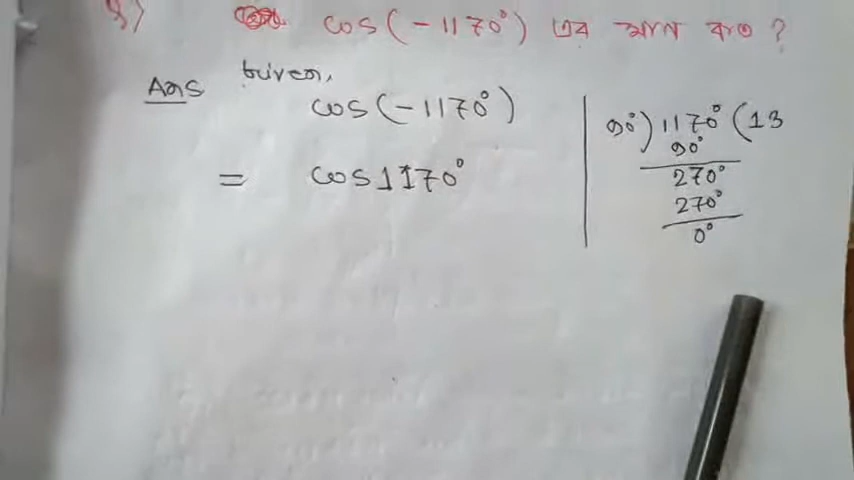 cos(-1170°) এর মান কত ?
Ans Given,
cos(-1170°)
= cos1170°
90°) 1170° (13
90°
270°
270°
0°